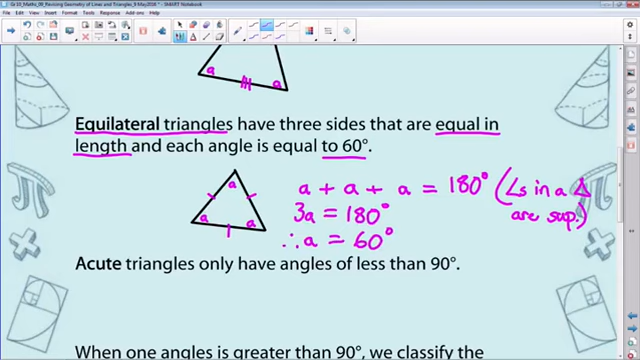 Gr10_Maths_09_Revising Geometry of Lines and Triangles_9 May2016 - SMART Notebook
File Edit View Insert Format Tools Add-ons Response Draw Help
a a
Equilateral triangles have three sides that are equal in
length and each angle is equal to 60°.
a
a a
a + a + a = 180° (∠s in a Δ
are sup.)
3a = 180°
∴ a = 60°
Acute triangles only have angles of less than 90°.
When one angles is greater than 90°, we classify the